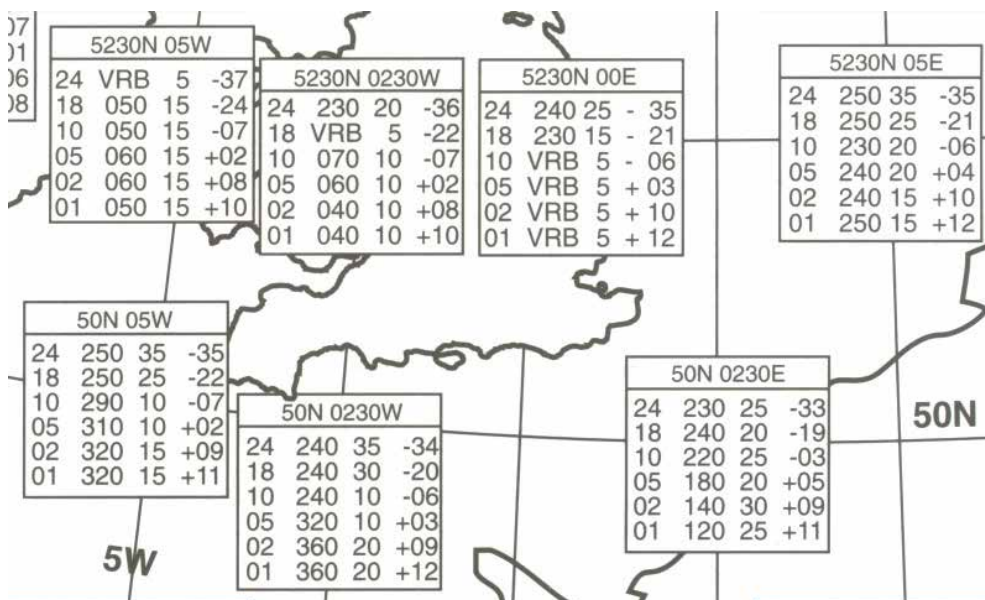 07
01
06
08
5230N 05W
24 VRB 5 -37
18 050 15 -24
10 050 15 -07
05 060 15 +02
02 060 15 +08
01 050 15 +10
5230N 0230W
24 230 20 -36
18 VRB 5 -22
10 070 10 -07
05 060 10 +02
02 040 10 +08
01 040 10 +10
5230N 00E
24 240 25 - 35
18 230 15 - 21
10 VRB 5 - 06
05 VRB 5 + 03
02 VRB 5 + 10
01 VRB 5 + 12
5230N 05E
24 250 35 -35
18 250 25 -21
10 230 20 -06
05 240 20 +04
02 240 15 +10
01 250 15 +12
50N 05W
24 250 35 -35
18 250 25 -22
10 290 10 -07
05 310 10 +02
02 320 15 +09
01 320 15 +11
50N 0230W
24 240 35 -34
18 240 30 -20
10 240 10 -06
05 320 10 +03
02 360 20 +09
01 360 20 +12
50N 0230E
24 230 25 -33
18 240 20 -19
10 220 25 -03
05 180 20 +05
02 140 30 +09
01 120 25 +11
50N
5W